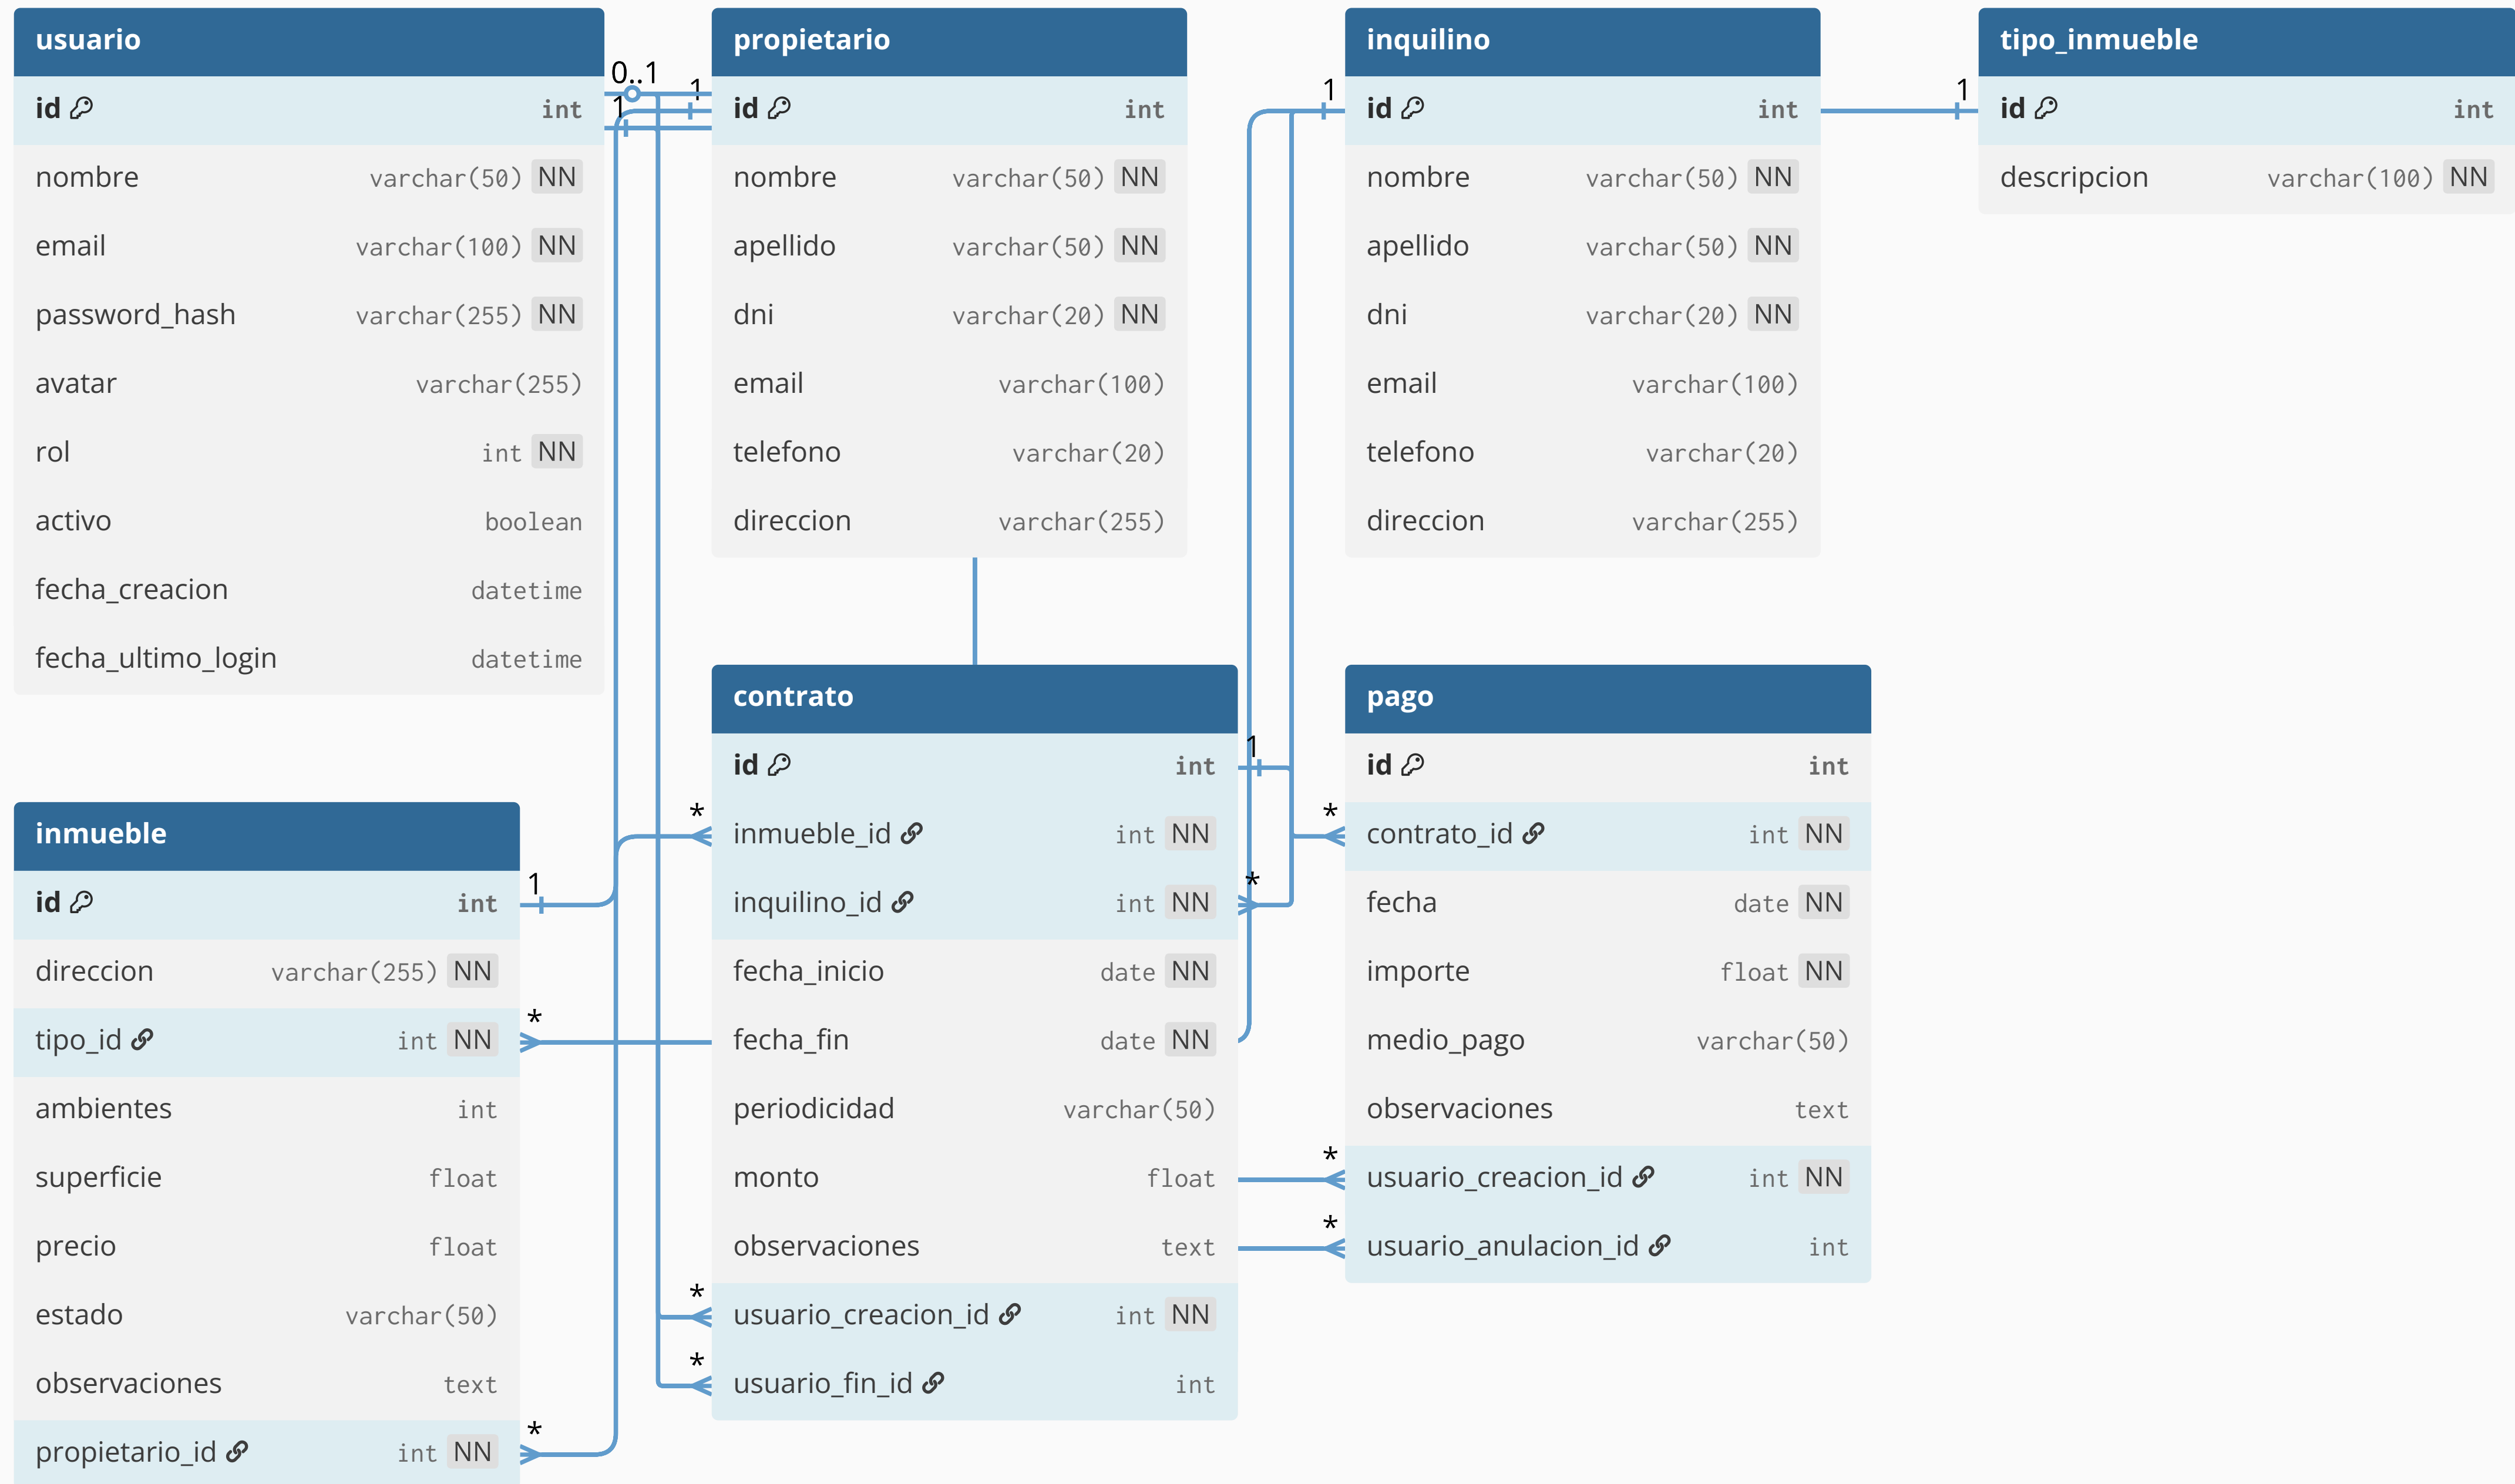 usuario
id int
nombre varchar(50) NN
email varchar(100) NN
password_hash varchar(255) NN
avatar varchar(255)
rol int NN
activo boolean
fecha_creacion datetime
fecha_ultimo_login datetime
0..1
1
1
propietario
id int
nombre varchar(50) NN
apellido varchar(50) NN
dni varchar(20) NN
email varchar(100)
telefono varchar(20)
direccion varchar(255)
1
inquilino
id int
nombre varchar(50) NN
apellido varchar(50) NN
dni varchar(20) NN
email varchar(100)
telefono varchar(20)
direccion varchar(255)
1
tipo_inmueble
id int
descripcion varchar(100) NN
inmueble
id int
direccion varchar(255) NN
tipo_id int NN
ambientes int
superficie float
precio float
estado varchar(50)
observaciones text
propietario_id int NN
1
*
*
*
*
*
contrato
id int
inmueble_id int NN
inquilino_id int NN
fecha_inicio date NN
fecha_fin date NN
periodicidad varchar(50)
monto float
observaciones text
usuario_creacion_id int NN
usuario_fin_id int
1
*
*
*
*
pago
id int
contrato_id int NN
fecha date NN
importe float NN
medio_pago varchar(50)
observaciones text
usuario_creacion_id int NN
usuario_anulacion_id int